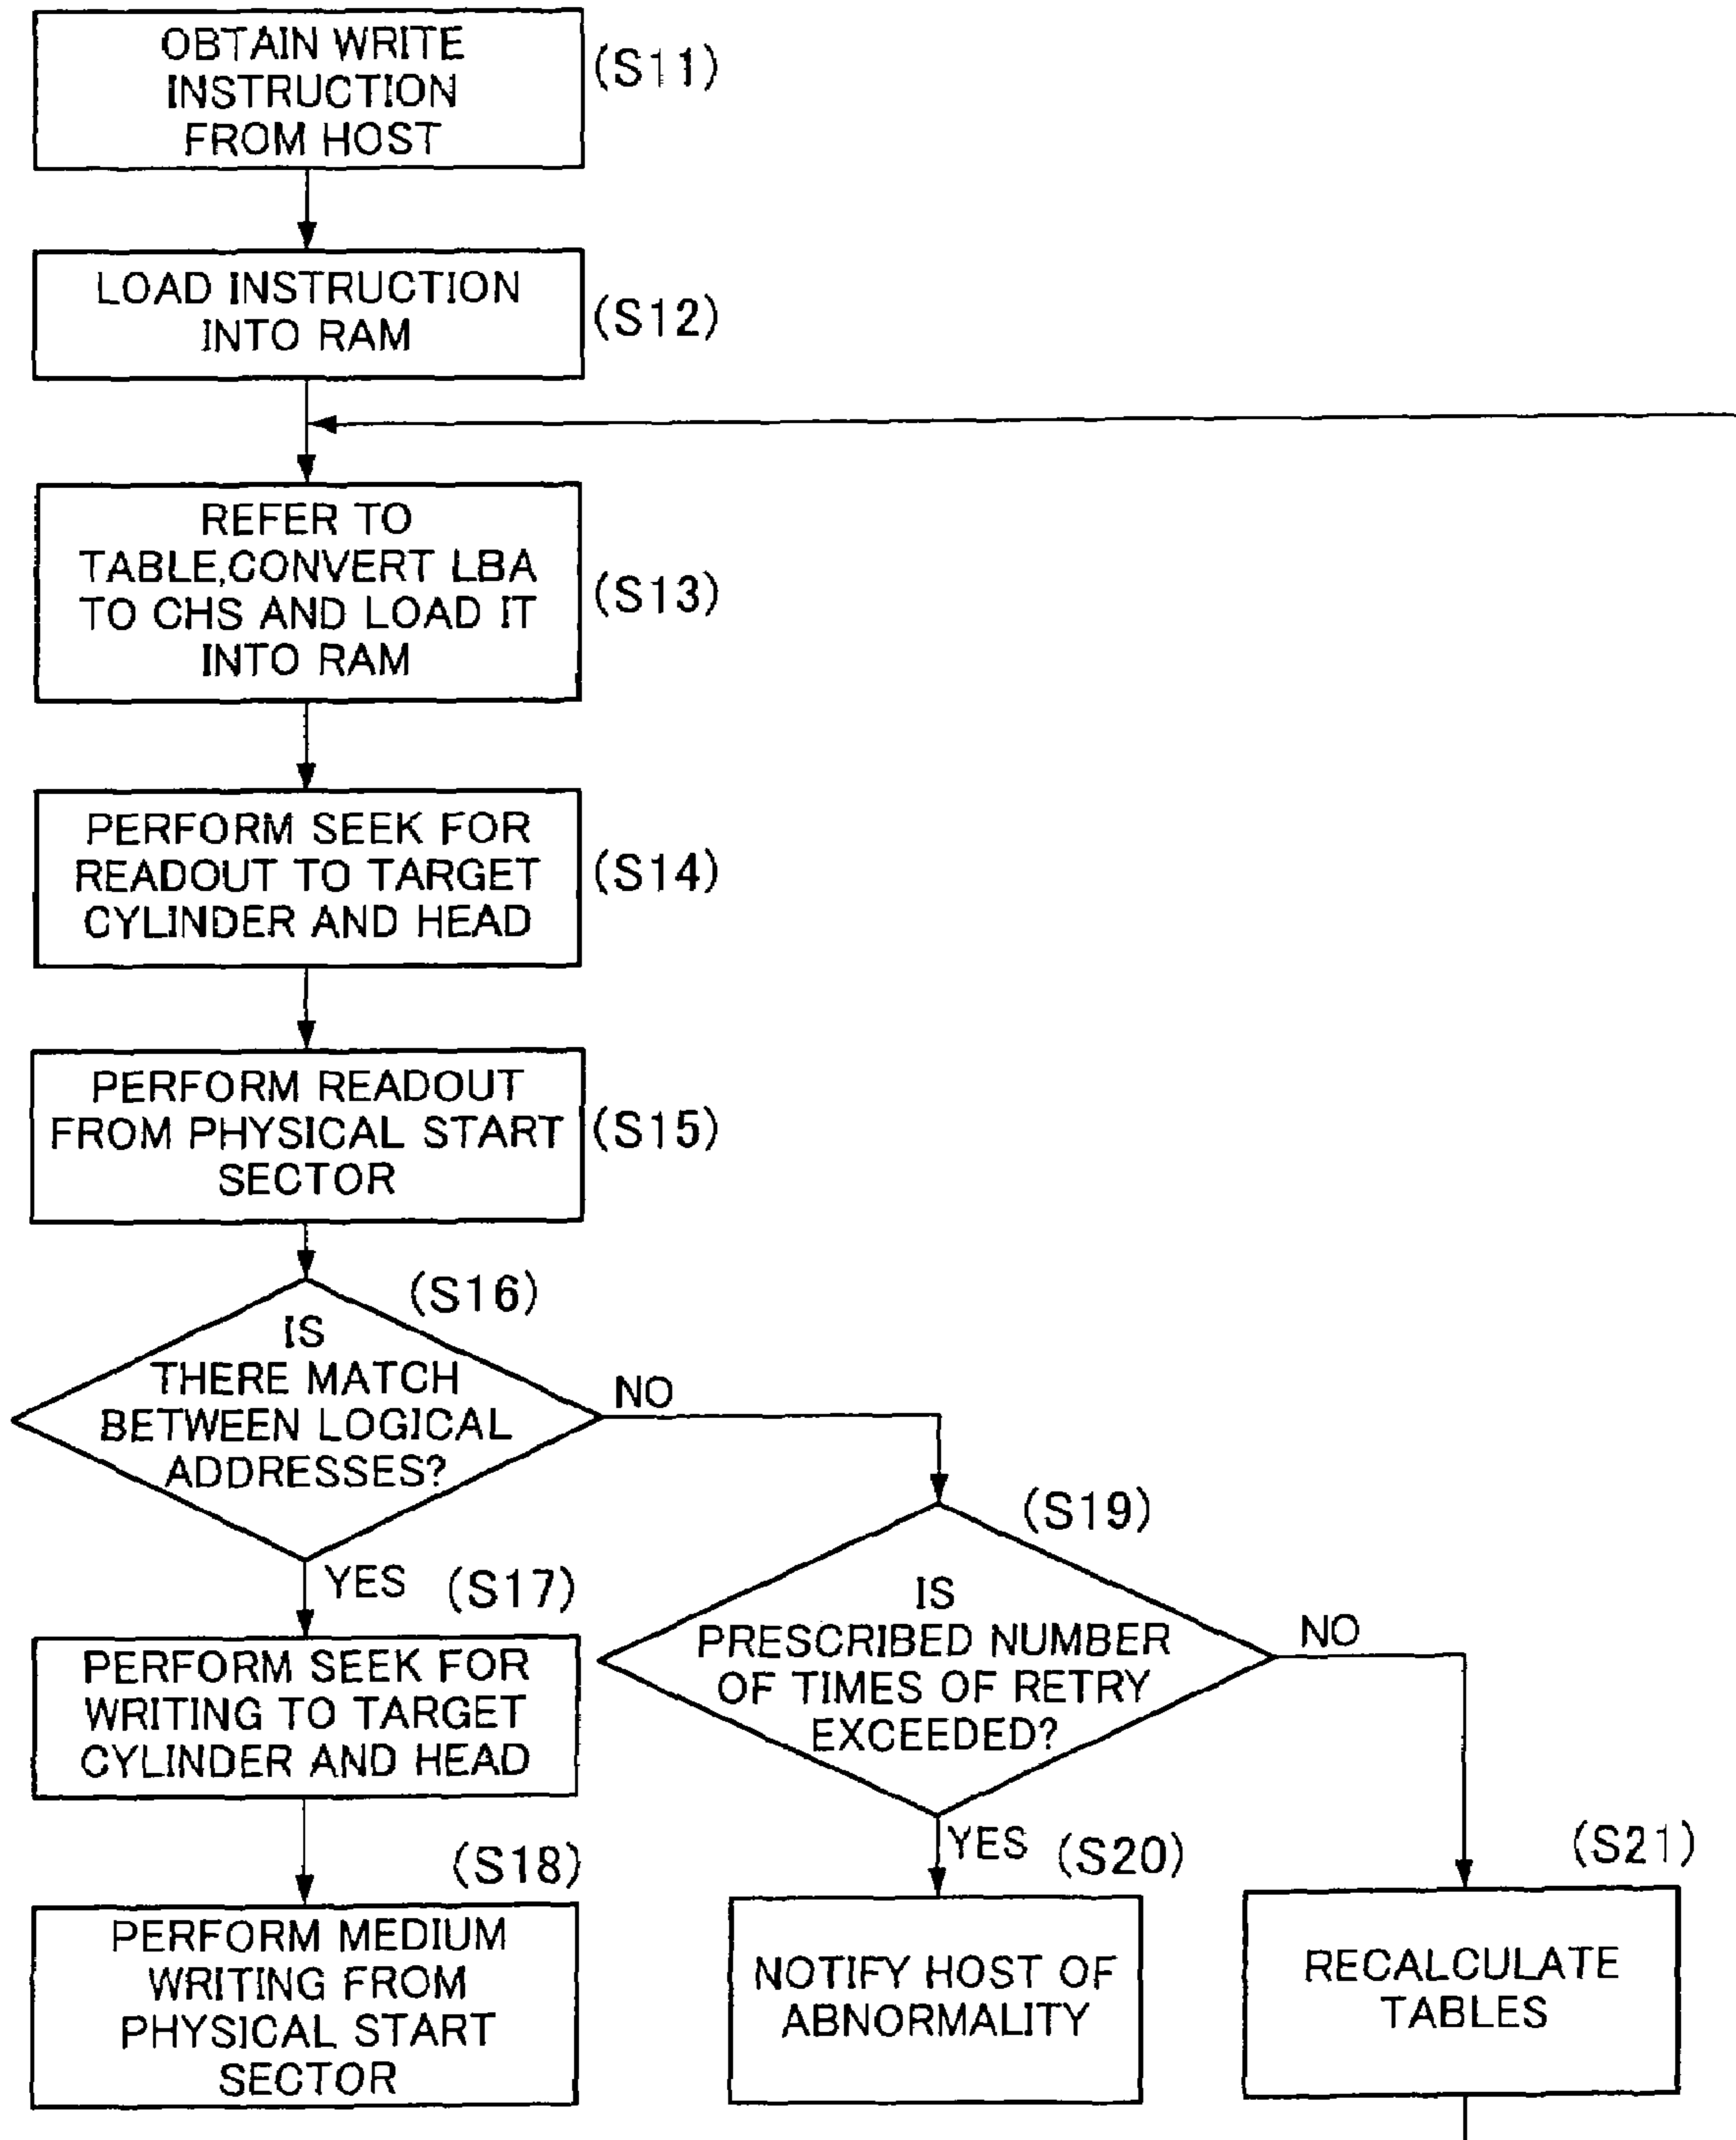 OBTAIN WRITE
INSTRUCTION
FROM HOST
(S11)
LOAD INSTRUCTION
INTO RAM
(S12)
REFER TO
TABLE,CONVERT LBA
TO CHS AND LOAD IT
INTO RAM
(S13)
PERFORM SEEK FOR
READOUT TO TARGET
CYLINDER AND HEAD
(S14)
PERFORM READOUT
FROM PHYSICAL START
SECTOR
(S15)
(S16)
IS
THERE MATCH
BETWEEN LOGICAL
ADDRESSES?
NO
YES
(S17)
PERFORM SEEK FOR
WRITING TO TARGET
CYLINDER AND HEAD
(S18)
PERFORM MEDIUM
WRITING FROM
PHYSICAL START
SECTOR
(S19)
IS
PRESCRIBED NUMBER
OF TIMES OF RETRY
EXCEEDED?
NO
YES
(S20)
NOTIFY HOST OF
ABNORMALITY
(S21)
RECALCULATE
TABLES